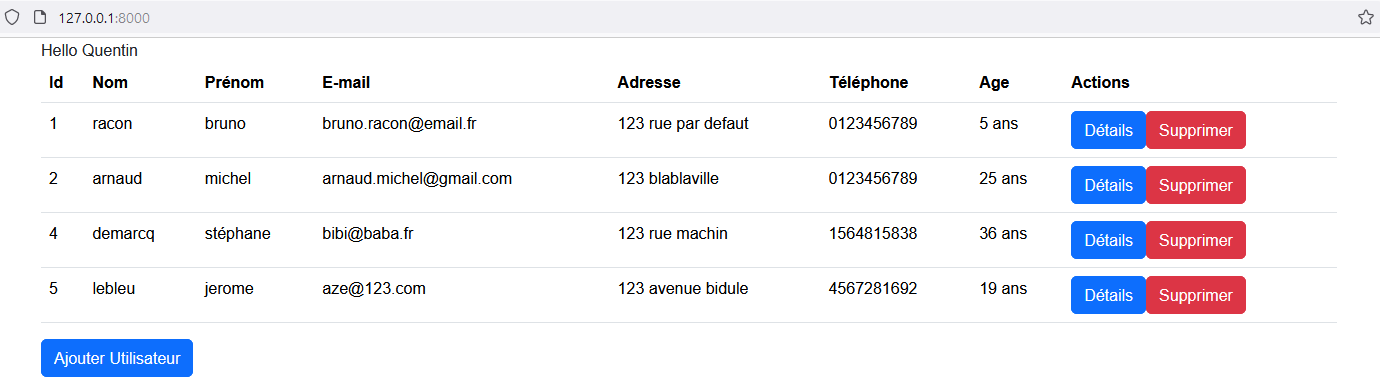 127.0.0.1:8000
Hello Quentin
Id Nom Prénom E-mail Adresse Téléphone Age Actions
1 racon bruno bruno.racon@email.fr 123 rue par defaut 0123456789 5 ans Détails Supprimer
2 arnaud michel arnaud.michel@gmail.com 123 blablaville 0123456789 25 ans Détails Supprimer
4 demarcq stéphane bibi@baba.fr 123 rue machin 1564815838 36 ans Détails Supprimer
5 lebleu jerome aze@123.com 123 avenue bidule 4567281692 19 ans Détails Supprimer
Ajouter Utilisateur